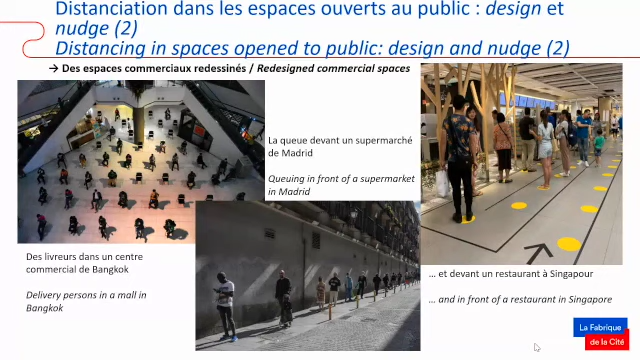 Distanciation dans les espaces ouverts au public : design et
nudge (2)
Distancing in spaces opened to public: design and nudge (2)
→ Des espaces commerciaux redessinés / Redesigned commercial spaces
La queue devant un supermarché
de Madrid
Queuing in front of a supermarket
in Madrid
Des livreurs dans un centre
commercial de Bangkok
Delivery persons in a mall in
Bangkok
... et devant un restaurant à Singapour
... and in front of a restaurant in Singapore
La Fabrique
de la Cité